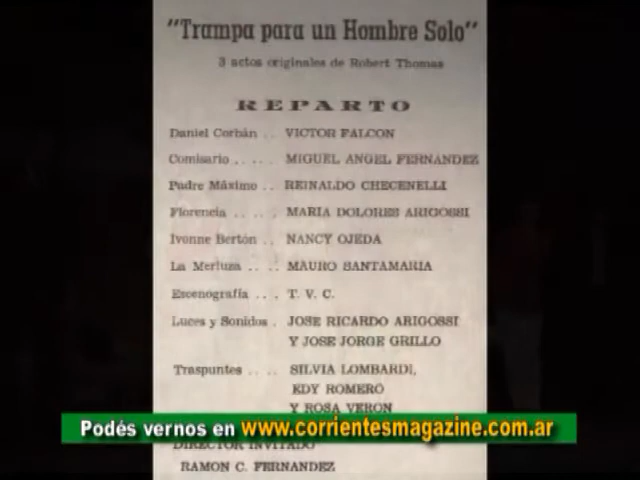 "Trampa para un Hombre Solo"
3 actos originales de Robert Thomas
REPARTO
Daniel Corbán .. VICTOR FALCON
Comisario .. ... MIGUEL ANGEL FERNANDEZ
Padre Máximo .. REINALDO CHECENELLI
Florencia .. .. .. MARIA DOLORES ARIGOSSI
Ivonne Bertón .. NANCY OJEDA
La Merluza .. .. MAURO SANTAMARIA
Escenografía ... T. V. C.
Luces y Sonidos . JOSE RICARDO ARIGOSSI
Y JOSE JORGE GRILLO
Traspuntes .. .. SILVIA LOMBARDI,
EDY ROMERO
Y ROSA VERON
Podés vernos en www.corrientesmagazine.com.ar
DIRECTOR INVITADO
RAMON C. FERNANDEZ